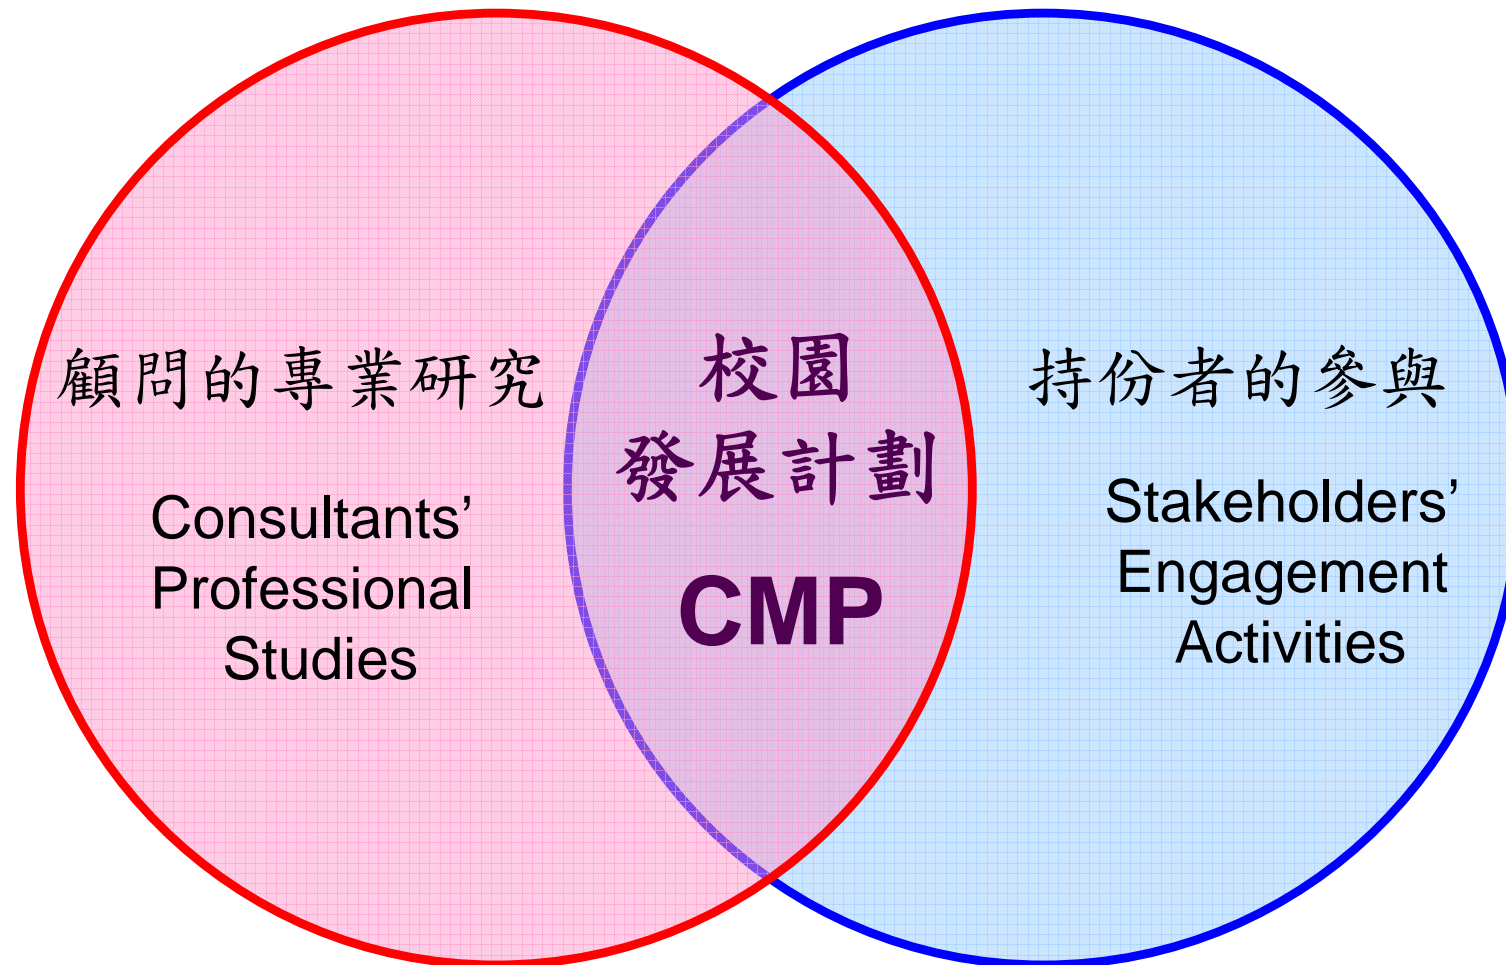 顧問的專業研究
Consultants’
Professional
Studies
校園
發展計劃
CMP
持份者的參與
Stakeholders’
Engagement
Activities